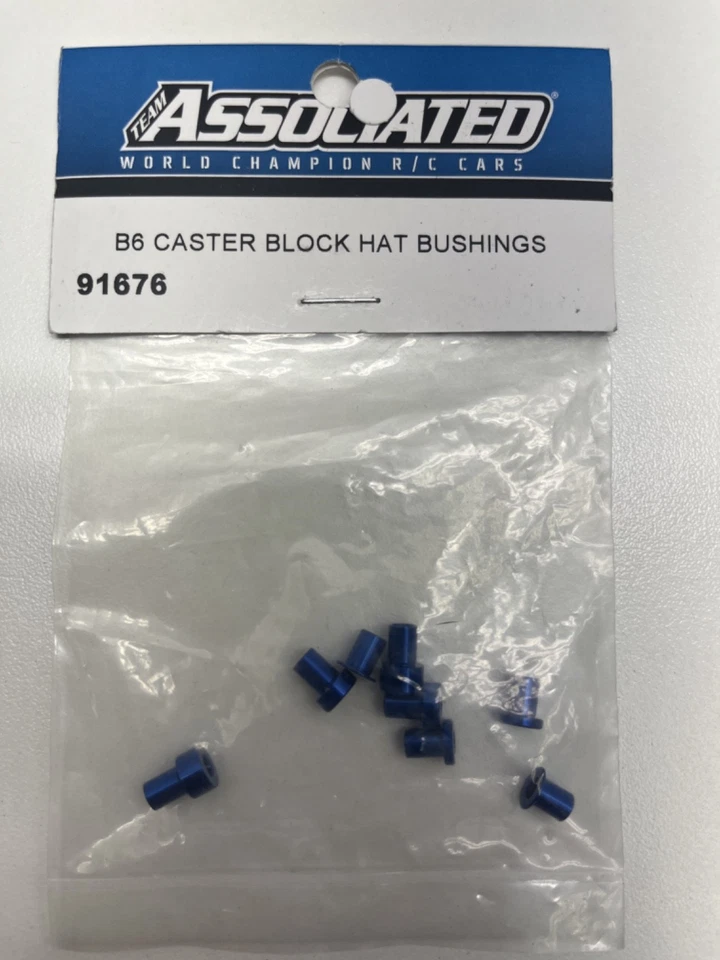 TEAM ASSOCIATED®
WORLD CHAMPION R/C CARS
B6 CASTER BLOCK HAT BUSHINGS
91676